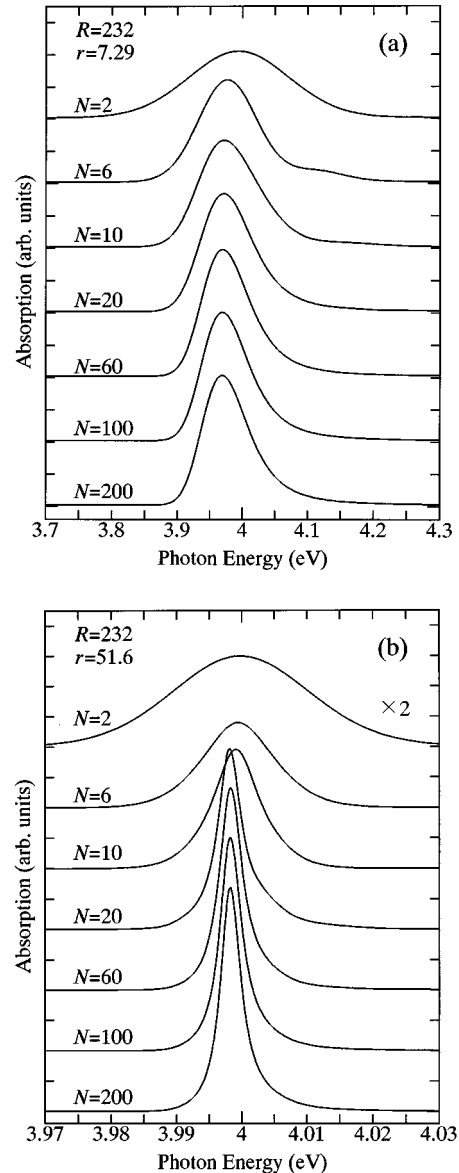 R=232
r=7.29
(a)
N=2
N=6
N=10
N=20
N=60
N=100
N=200
Absorption (arb. units)
3.7 3.8 3.9 4 4.1 4.2 4.3
Photon Energy (eV)
R=232
r=51.6
(b)
×2
N=2
N=6
N=10
N=20
N=60
N=100
N=200
Absorption (arb. units)
3.97 3.98 3.99 4 4.01 4.02 4.03
Photon Energy (eV)